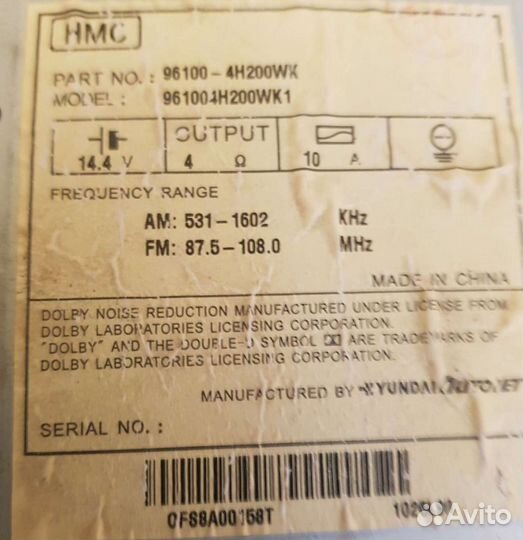 HMC
PART NO.: 96100-4H200WK
MODEL: 961004H200WK1
OUTPUT
14.4 V 4 Ω 10 A
FREQUENCY RANGE
AM: 531-1602 KHz
FM: 87.5-108.0 MHz
MADE IN CHINA
DOLBY NOISE REDUCTION MANUFACTURED UNDER LICENSE FROM
DOLBY LABORATORIES LICENSING CORPORATION.
"DOLBY" AND THE DOUBLE-D SYMBOL ARE TRADEMARKS OF
DOLBY LABORATORIES LICENSING CORPORATION.
MANUFACTURED BY HYUNDAI AUTONET
SERIAL NO.:
Avito